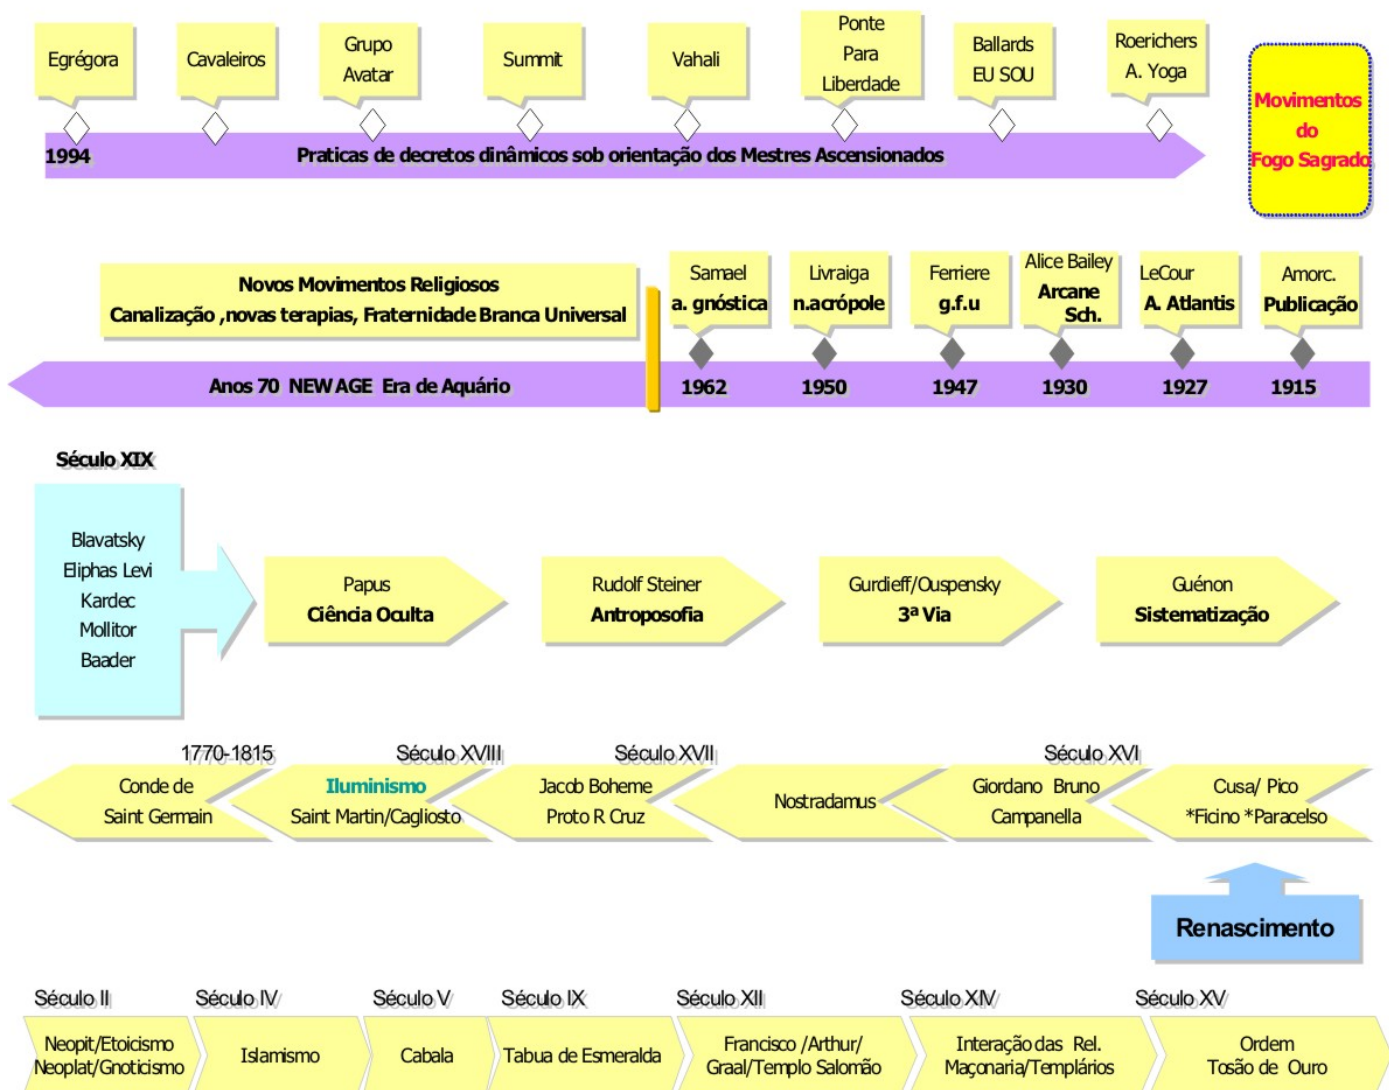 Egrégora
Cavaleiros
Grupo
Avatar
Summit
Vahali
Ponte
Para
Liberdade
Ballards
EU SOU
Roerichers
A. Yoga
Movimentos
do
Fogo Sagrado
1994
Praticas de decretos dinâmicos sob orientação dos Mestres Ascensionados
Novos Movimentos Religiosos
Canalização ,novas terapias, Fraternidade Branca Universal
Samael
a. gnóstica
Livraiga
n.acrópole
Ferriere
g.f.u
Alice Bailey
Arcane
Sch.
LeCour
A. Atlantis
Amorc.
Publicação
Anos 70 NEW AGE Era de Aquário
1962
1950
1947
1930
1927
1915
Século XIX
Blavatsky
Eliphas Levi
Kardec
Mollitor
Baader
Papus
Ciência Oculta
Rudolf Steiner
Antroposofia
Gurdieff/Ouspensky
3ª Via
Guénon
Sistematização
1770-1815
Século XVIII
Século XVII
Século XVI
Conde de
Saint Germain
Iluminismo
Saint Martin/Cagliosto
Jacob Boheme
Proto R Cruz
Nostradamus
Giordano Bruno
Campanella
Cusa/ Pico
*Ficino *Paracelso
Renascimento
Século II
Século IV
Século V
Século IX
Século XII
Século XIV
Século XV
Neopit/Etoicismo
Neoplat/Gnoticismo
Islamismo
Cabala
Tabua de Esmeralda
Francisco /Arthur/
Graal/Templo Salomão
Interação das Rel.
Maçonaria/Templários
Ordem
Tosão de Ouro